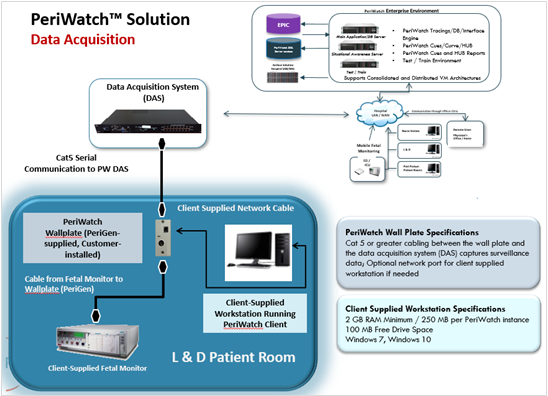 PeriWatch™ Solution
Data Acquisition
PeriWatch Enterprise Environment
EPIC
Main Application/DB Server
Situational Awareness Server
Test / Train
• PeriWatch Tracings/DB/Interface
Engine
• PeriWatch Cues/Curve/HUB
• PeriWatch Cues and HUB Reports
• Test / Train Environment
Supports Consolidated and Distributed VM Architectures
Data Acquisition System
(DAS)
Hospital
LAN / WAN
Mobile Fetal
Monitoring
ED /
ICU
L & D
Cat5 Serial
Communication to PW DAS
Client Supplied Network Cable
PeriWatch
Wallplate (PeriGen-
supplied, Customer-
installed)
Cable from Fetal Monitor to
Wallplate (PeriGen)
Client-Supplied
Workstation Running
PeriWatch Client
L & D Patient Room
Client-Supplied Fetal Monitor
PeriWatch Wall Plate Specifications
Cat 5 or greater cabling between the wall plate and
the data acquisition system (DAS) captures surveillance
data, Optional network port for client supplied
workstation if needed
Client Supplied Workstation Specifications
2 GB RAM Minimum / 250 MB per PeriWatch instance
100 MB Free Drive Space
Windows 7, Windows 10